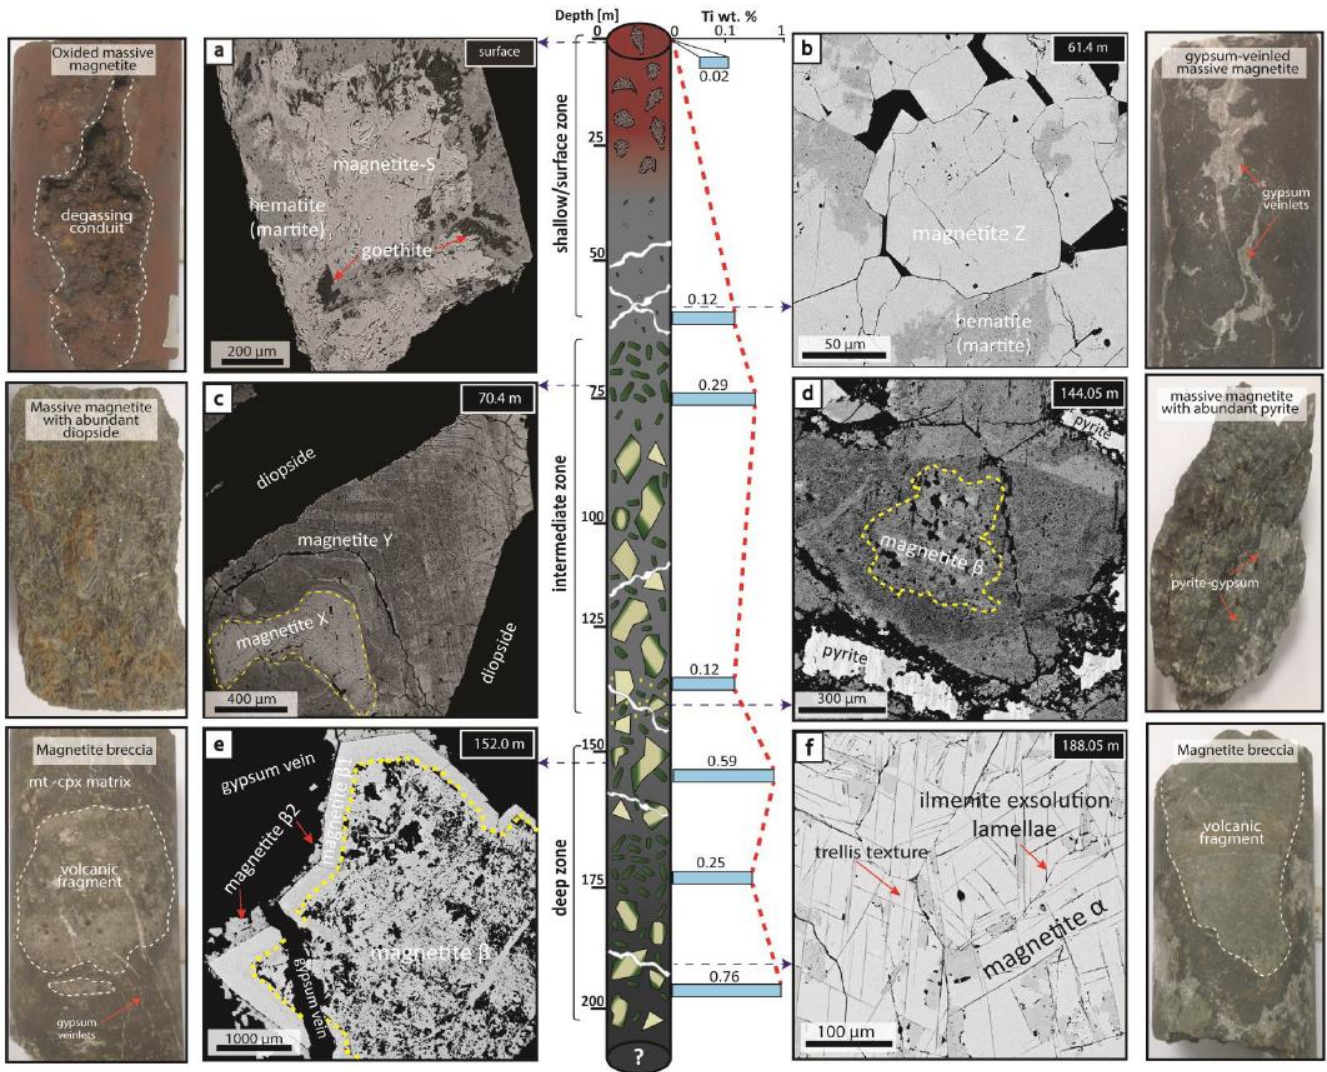 Oxided massive
magnetite
degassing
conduit
a
surface
magnetite-S
hematite
(martite)
goethite
200 µm
Depth [m]
Ti wt. %
0
0
0.1
1
0.02
25
50
0.12
75
0.29
100
125
0.12
150
0.59
175
0.25
0.76
200
?
shallow/surface zone
intermediate zone
deep zone
b
61.4 m
magnetite Z
hematite
(martite)
50 µm
gypsum-veinled
massive magnetite
gypsum
veinlets
Massive magnetite
with abundant
diopside
c
70.4 m
diopside
magnetite Y
magnetite X
diopside
400 µm
d
144.05 m
pyrite
magnetite β
pyrite
300 µm
massive magnetite
with abundant pyrite
pyrite-gypsum
Magnetite breccia
mt -cpx matrix
volcanic
fragment
gypsum
veinlets
e
152.0 m
gypsum vein
magnetite β1
magnetite β2
magnetite β
gypsum vein
1000 µm
f
188.05 m
ilmenite exsolution
lamellae
trellis texture
magnetite α
100 µm
Magnetite breccia
volcanic
fragment